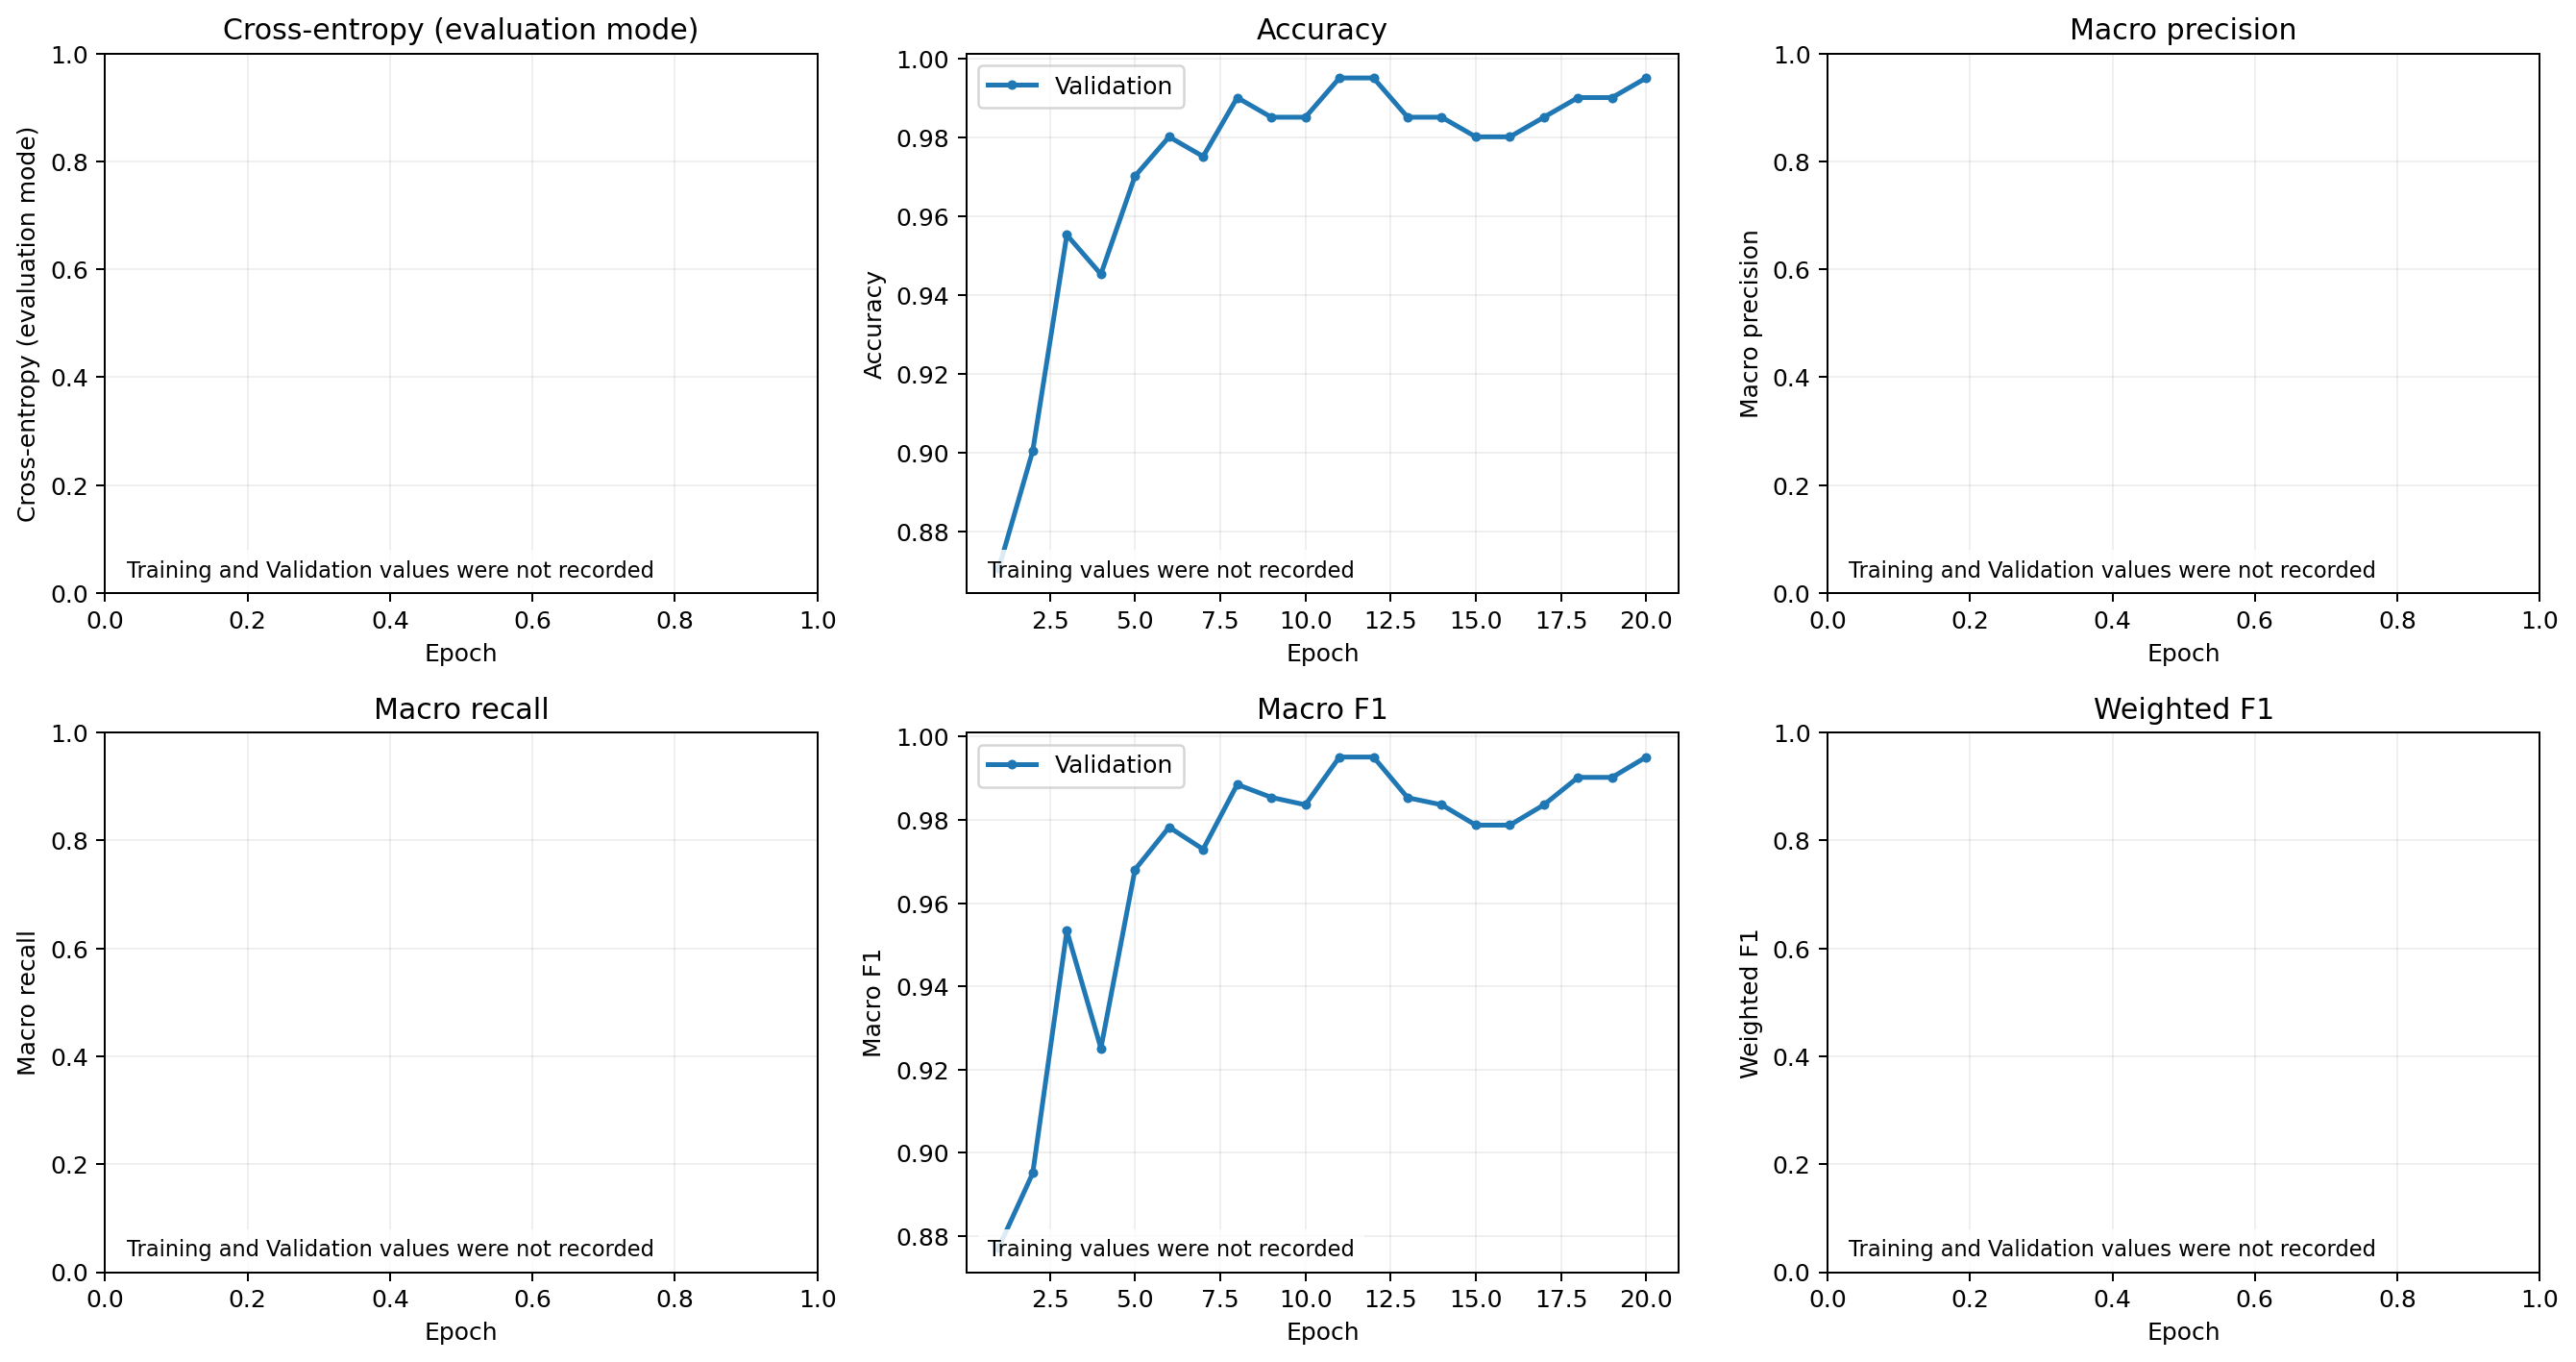 Cross-entropy (evaluation mode)
1.0
0.8
0.6
0.4
0.2
0.0
Cross-entropy (evaluation mode)
Training and Validation values were not recorded
0.0 0.2 0.4 0.6 0.8 1.0
Epoch
Accuracy
1.00
0.98
0.96
0.94
0.92
0.90
0.88
Accuracy
Validation
Training values were not recorded
2.5 5.0 7.5 10.0 12.5 15.0 17.5 20.0
Epoch
Macro precision
1.0
0.8
0.6
0.4
0.2
0.0
Macro precision
Training and Validation values were not recorded
0.0 0.2 0.4 0.6 0.8 1.0
Epoch
Macro recall
1.0
0.8
0.6
0.4
0.2
0.0
Macro recall
Training and Validation values were not recorded
0.0 0.2 0.4 0.6 0.8 1.0
Epoch
Macro F1
1.00
0.98
0.96
0.94
0.92
0.90
0.88
Macro F1
Validation
Training values were not recorded
2.5 5.0 7.5 10.0 12.5 15.0 17.5 20.0
Epoch
Weighted F1
1.0
0.8
0.6
0.4
0.2
0.0
Weighted F1
Training and Validation values were not recorded
0.0 0.2 0.4 0.6 0.8 1.0
Epoch